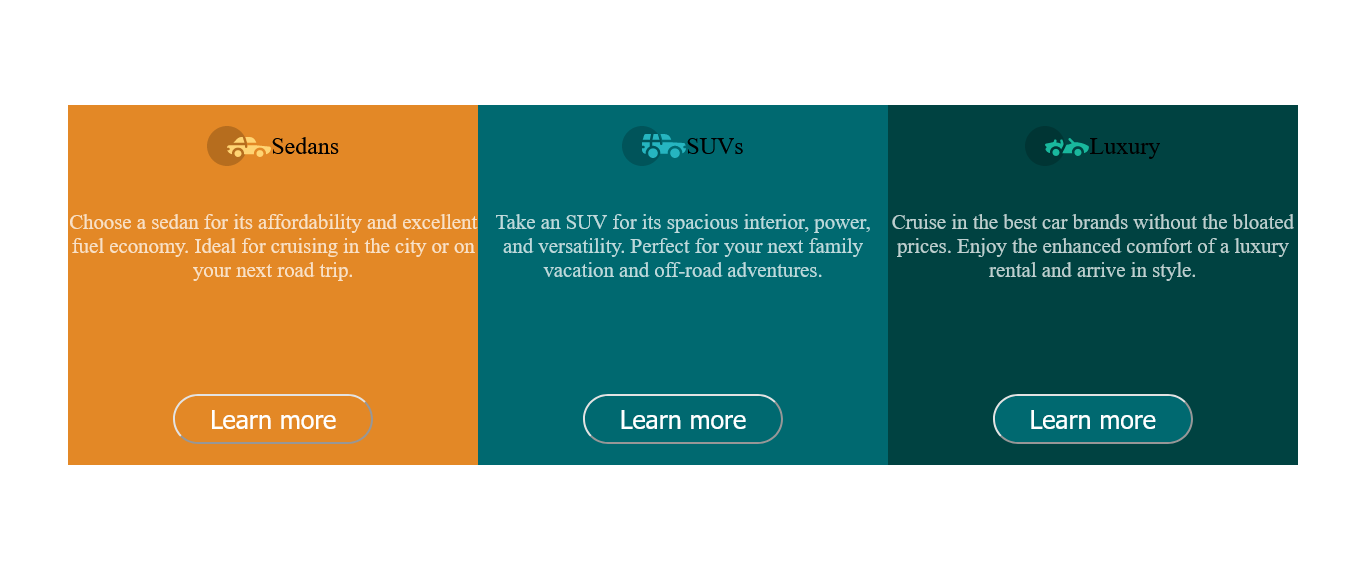 Sedans
Choose a sedan for its affordability and excellent
fuel economy. Ideal for cruising in the city or on
your next road trip.
Learn more
SUVs
Take an SUV for its spacious interior, power,
and versatility. Perfect for your next family
vacation and off-road adventures.
Learn more
Luxury
Cruise in the best car brands without the bloated
prices. Enjoy the enhanced comfort of a luxury
rental and arrive in style.
Learn more